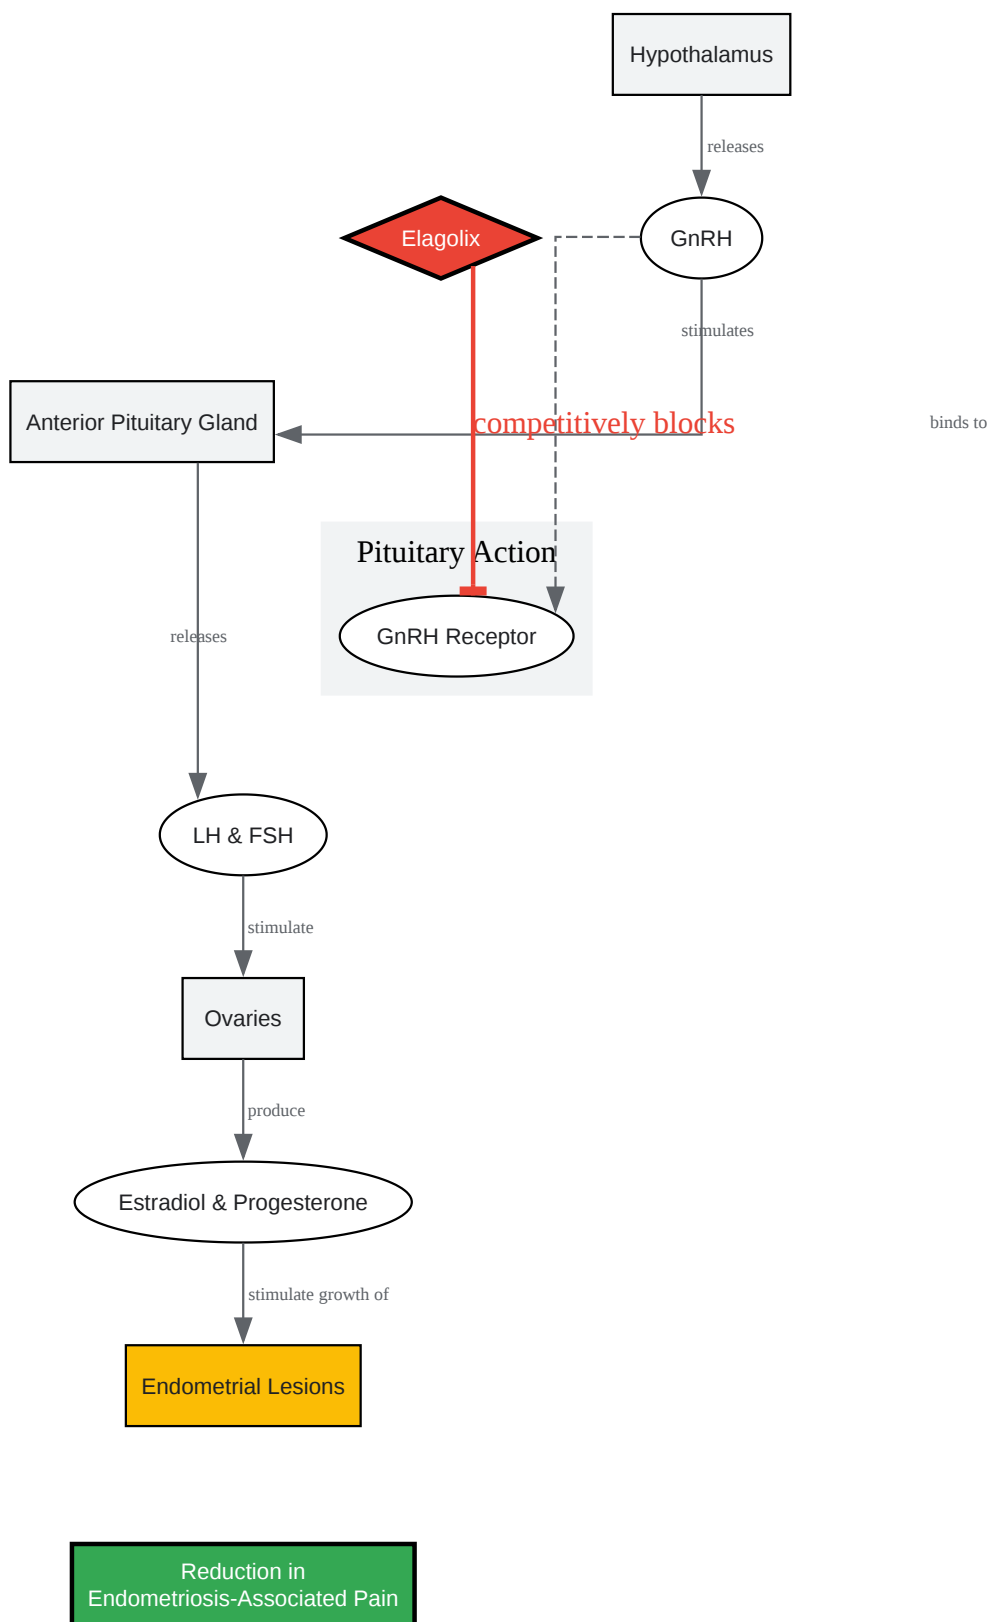 Hypothalamus
releases
Elagolix
GnRH
stimulates
Anterior Pituitary Gland
competitively blocks
binds to
Pituitary Action
GnRH Receptor
releases
LH & FSH
stimulate
Ovaries
produce
Estradiol & Progesterone
stimulate growth of
Endometrial Lesions
Reduction in
Endometriosis-Associated Pain